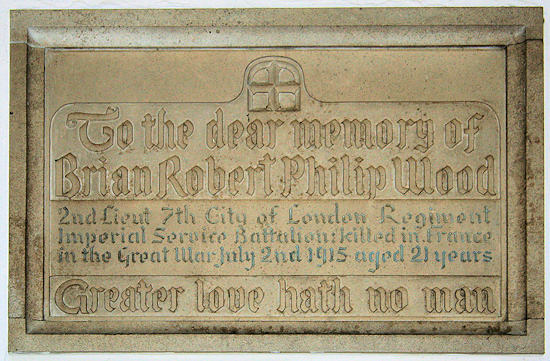 To the dear memory of
Brian Robert Philip Wood
2nd Lieut 7th City of London Regiment
Imperial Service Battalion: killed in France
in the Great War July 2nd 1915 aged 21 years
Greater love hath no man